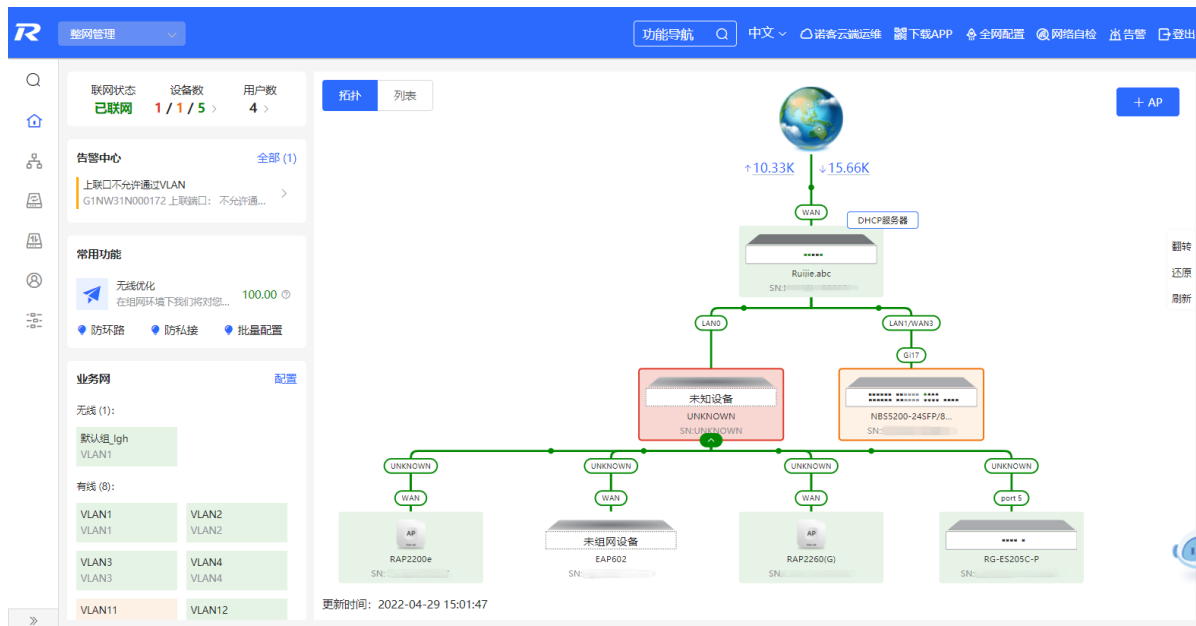 R
整网管理
功能导航
中文
诺客云端运维
下载APP
全网配置
网络自检
告警
登出
联网状态 设备数 用户数
已联网 1 / 1 / 5 > 4 >
告警中心 全部 (1)
上联口不允许通过VLAN
G1NW31N000172 上联端口: 不允许通...
常用功能
无线优化
在组网环境下我们将对您... 100.00
防环路 防私接 批量配置
业务网 配置
无线 (1):
默认组_lgh
VLAN1
有线 (8):
VLAN1 VLAN2
VLAN1 VLAN2
VLAN3 VLAN4
VLAN3 VLAN4
VLAN11 VLAN12
拓扑 列表
+ AP
↑10.33K ↓15.66K
WAN
DHCP服务器
Ruijie.abc
SN:
LAN0 LAN1/WAN3
Gi17
未知设备
UNKNOWN
SN:UNKNOWN
NBS5200-24SFP/8...
SN:
UNKNOWN UNKNOWN UNKNOWN UNKNOWN
WAN WAN WAN port 5
AP
RAP2200e
SN:
未组网设备
EAP602
SN:
AP
RAP2260(G)
SN:
RG-ES205C-P
SN:
翻转
还原
刷新
更新时间: 2022-04-29 15:01:47